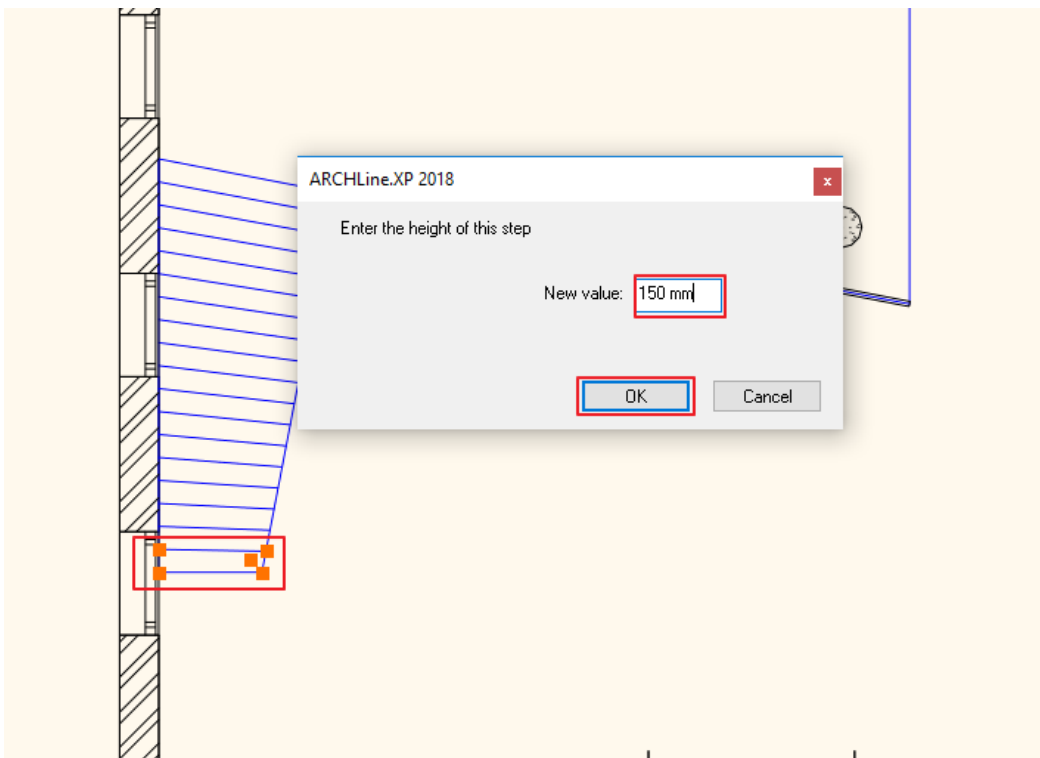 ARCHLine.XP 2018
x
Enter the height of this step
New value: 150 mm
OK Cancel